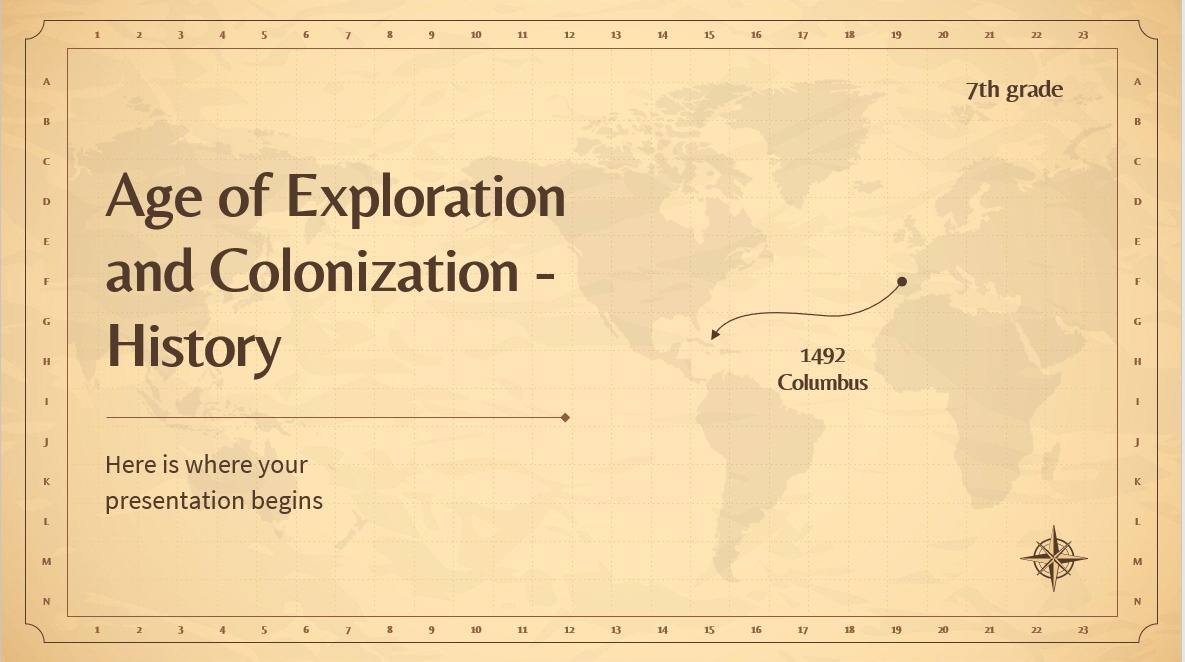 1 2 3 4 5 6 7 8 9 10 11 12 13 14 15 16 17 18 19 20 21 22 23
7th grade
A A
B B
C C
D D
E E
F F
G G
H H
I I
J J
K K
L L
M M
N N
Age of Exploration
and Colonization -
History
1492
Columbus
Here is where your
presentation begins
1 2 3 4 5 6 7 8 9 10 11 12 13 14 15 16 17 18 19 20 21 22 23